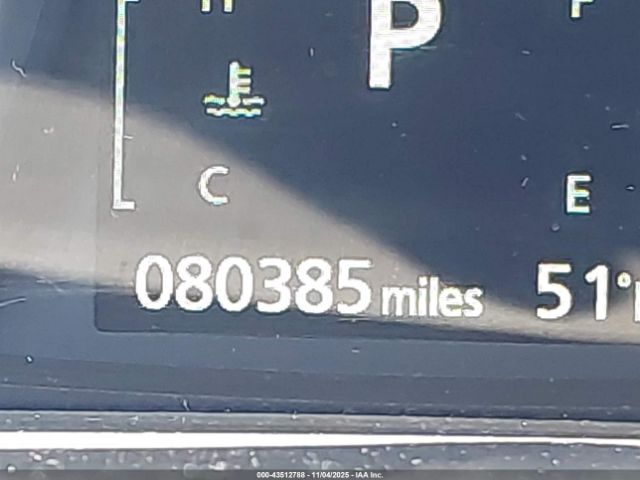 H P F
C E
080385 miles 51°
000-43512788 - 11/04/2025 - IAA Inc.